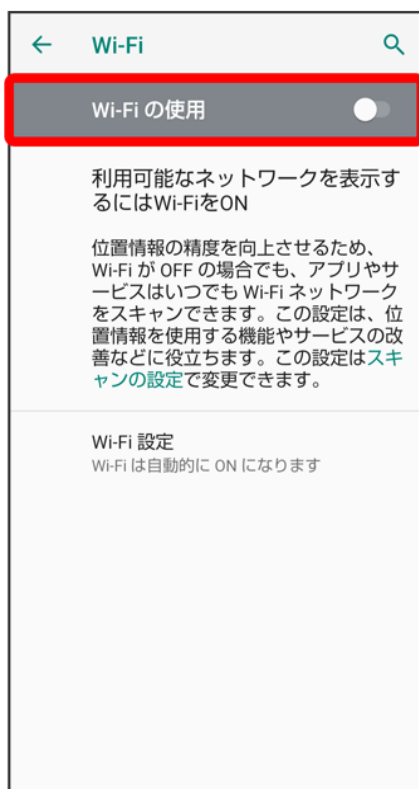 Wi-Fi
Wi-Fi の使用
利用可能なネットワークを表示す
るにはWi-FiをON
位置情報の精度を向上させるため、
Wi-Fi が OFF の場合でも、アプリやサ
ービスはいつでも Wi-Fi ネットワーク
をスキャンできます。この設定は、位
置情報を使用する機能やサービスの改
善などに役立ちます。この設定はスキ
ャンの設定で変更できます。
Wi-Fi 設定
Wi-Fi は自動的に ON になります